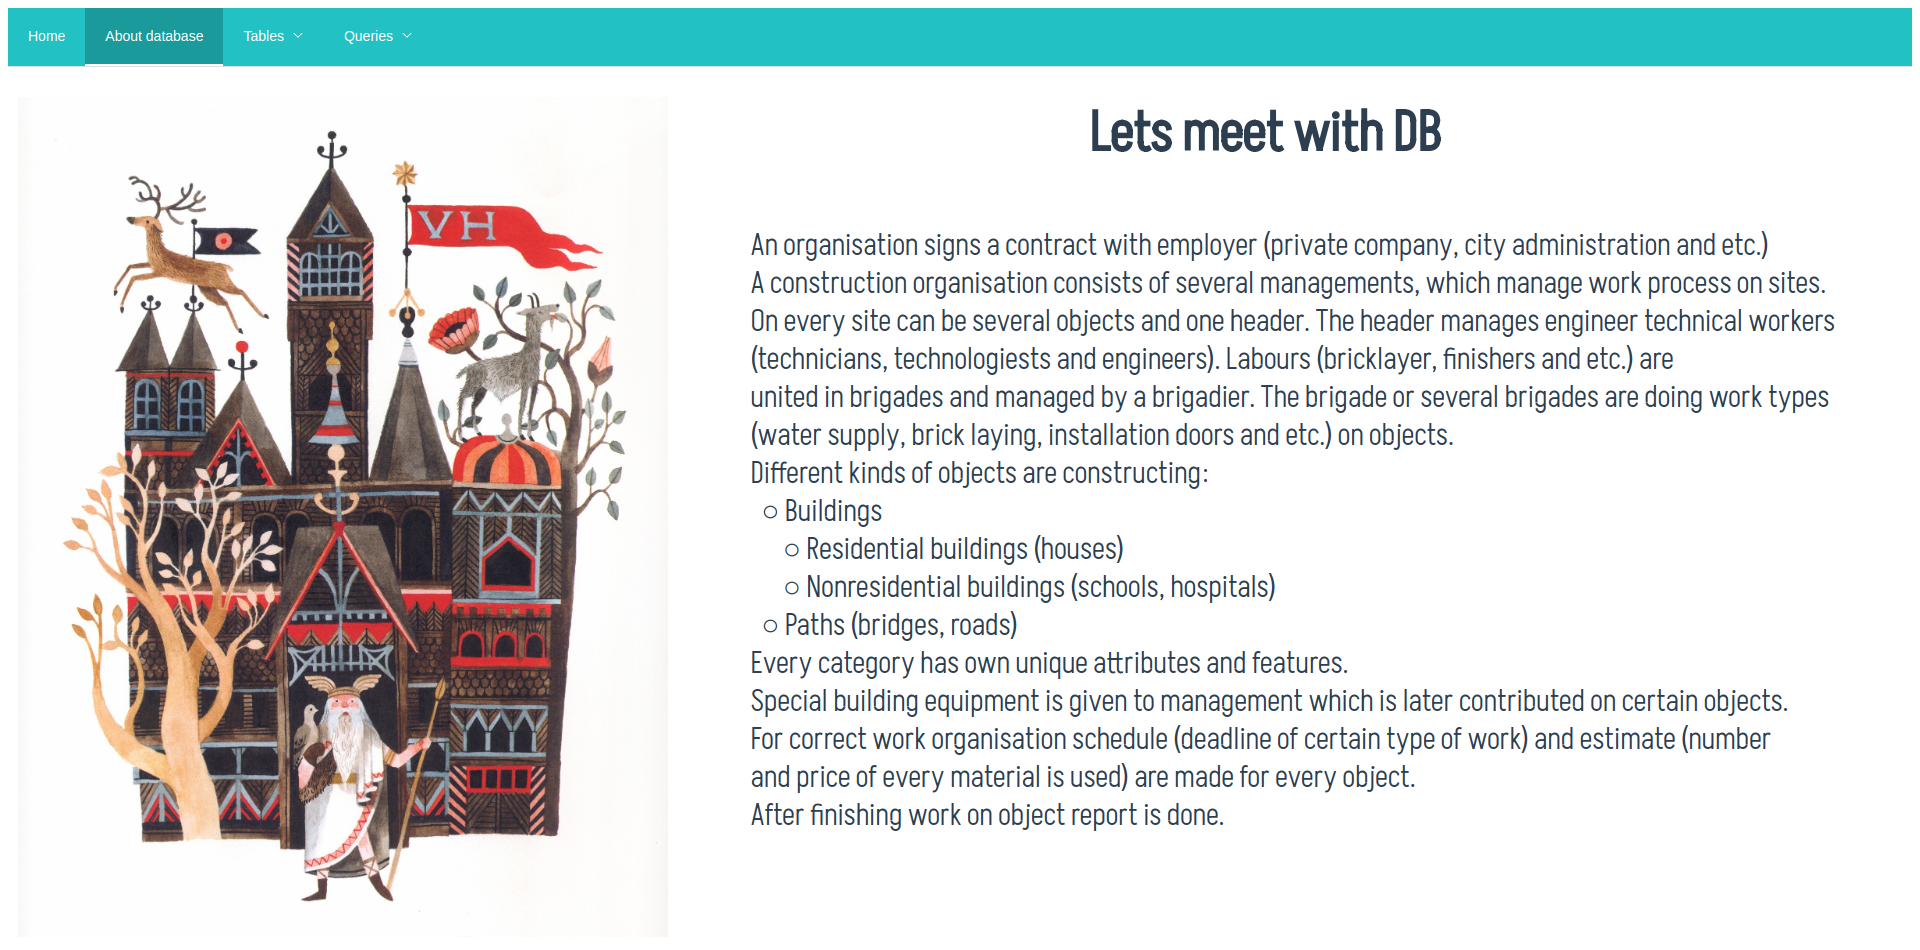 Home
About database
Tables
Queries
VH
Lets meet with DB
An organisation signs a contract with employer (private company, city administration and etc.)
A construction organisation consists of several managements, which manage work process on sites.
On every site can be several objects and one header. The header manages engineer technical workers
(technicians, technologiests and engineers). Labours (bricklayer, finishers and etc.) are
united in brigades and managed by a brigadier. The brigade or several brigades are doing work types
(water supply, brick laying, installation doors and etc.) on objects.
Different kinds of objects are constructing:
○ Buildings
○ Residential buildings (houses)
○ Nonresidential buildings (schools, hospitals)
○ Paths (bridges, roads)
Every category has own unique attributes and features.
Special building equipment is given to management which is later contributed on certain objects.
For correct work organisation schedule (deadline of certain type of work) and estimate (number
and price of every material is used) are made for every object.
After finishing work on object report is done.